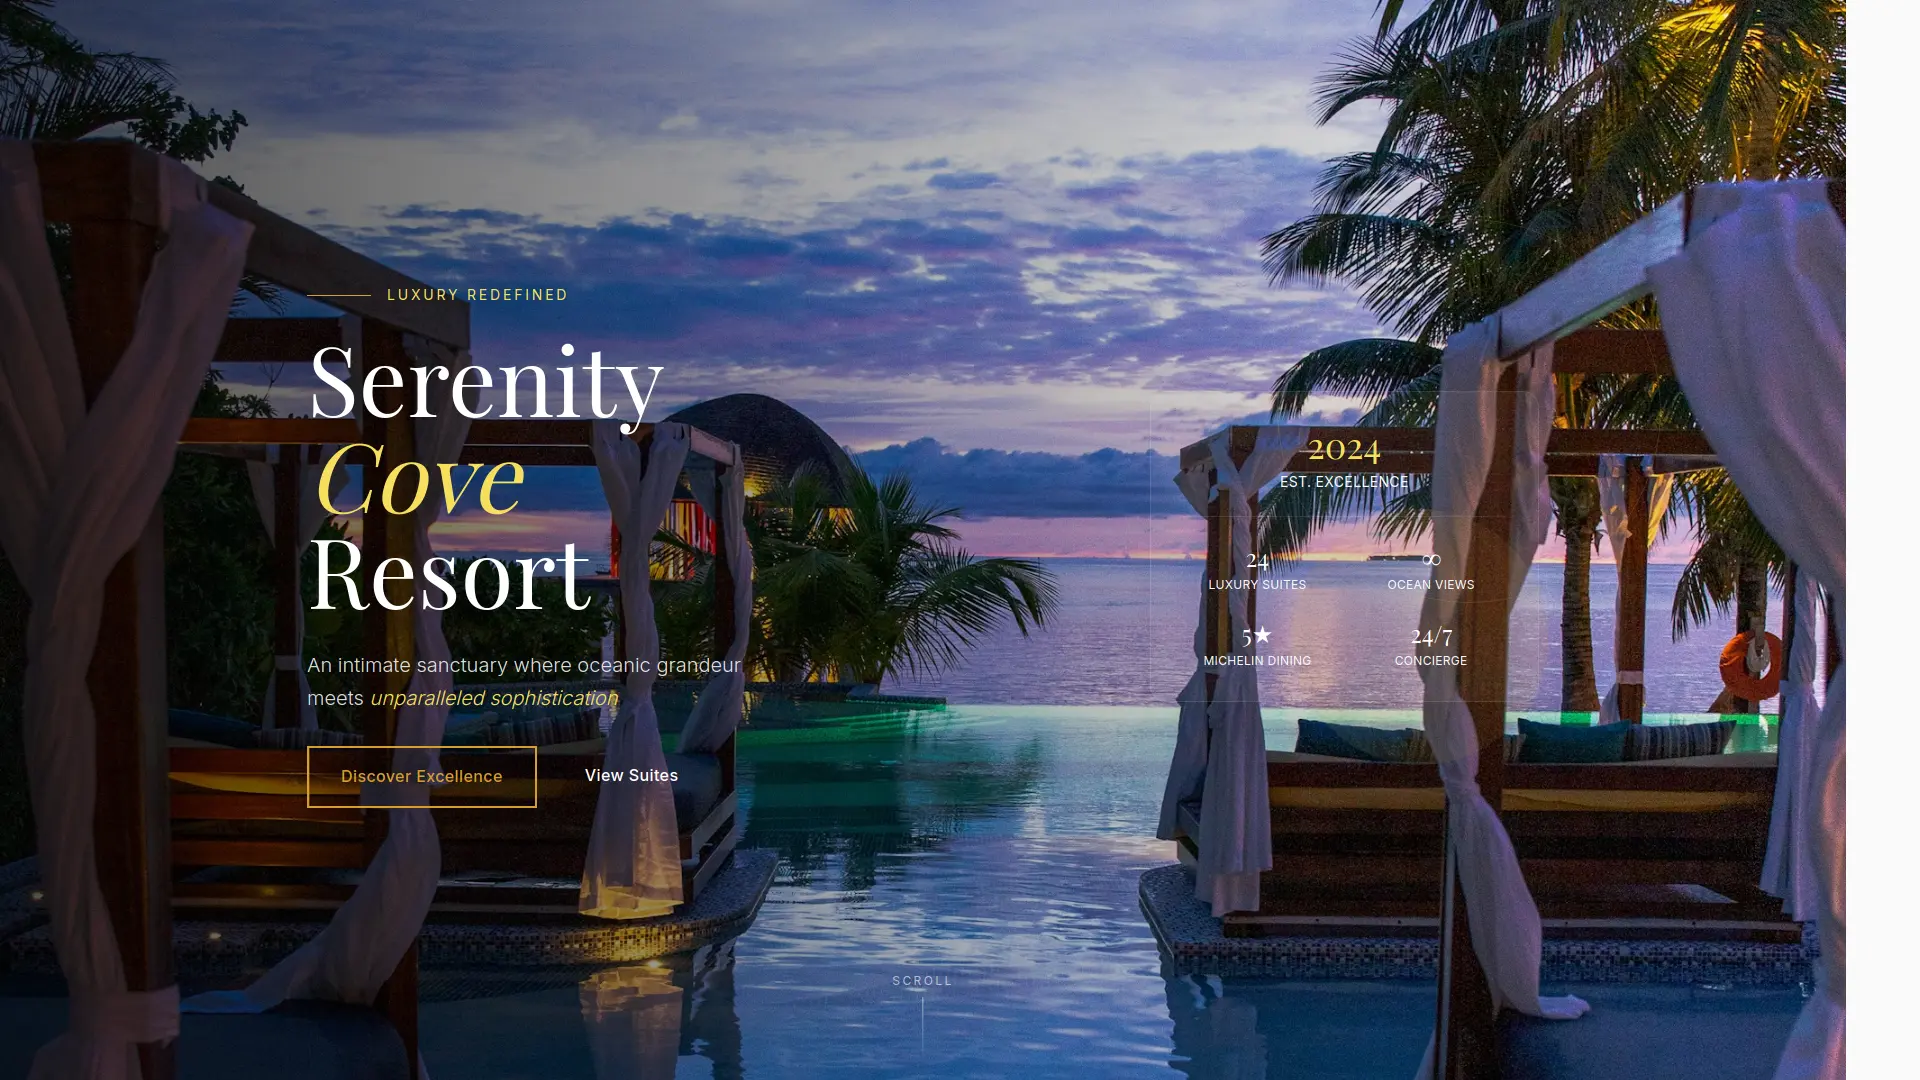 LUXURY REDEFINED
Serenity
Cove
Resort
An intimate sanctuary where oceanic grandeur
meets unparalleled sophistication
Discover Excellence
View Suites
2024
EST. EXCELLENCE
24
LUXURY SUITES
∞
OCEAN VIEWS
5★
MICHELIN DINING
24/7
CONCIERGE
SCROLL